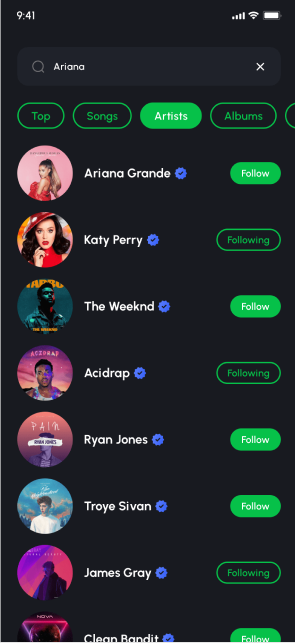 9:41
Ariana
Top Songs Artists Albums
Ariana Grande Follow
Katy Perry Following
The Weeknd Follow
ACIDRAP
Acidrap Following
PAIN
RYAN JONES
Ryan Jones Follow
Troye Sivan Follow
James Gray Following
NOVA
Clean Bandit Follow